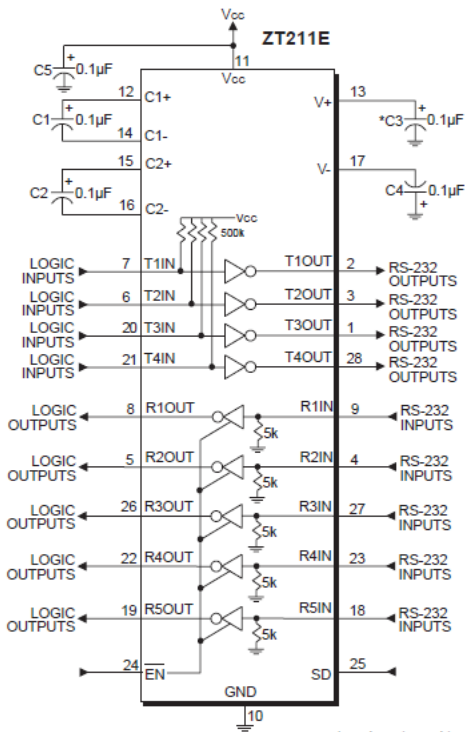 Vcc
ZT211E
11
Vcc
C5 + 0.1µF
12 C1+
C1 + 0.1µF
14 C1-
15 C2+
C2 + 0.1µF
16 C2-
V+ 13
*C3 + 0.1µF
V- 17
C4 0.1µF +
Vcc
500k
LOGIC INPUTS 7 T1IN T1OUT 2 RS-232 OUTPUTS
LOGIC INPUTS 6 T2IN T2OUT 3 RS-232 OUTPUTS
LOGIC INPUTS 20 T3IN T3OUT 1 RS-232 OUTPUTS
LOGIC INPUTS 21 T4IN T4OUT 28 RS-232 OUTPUTS
LOGIC OUTPUTS 8 R1OUT R1IN 9 RS-232 INPUTS
5k
LOGIC OUTPUTS 5 R2OUT R2IN 4 RS-232 INPUTS
5k
LOGIC OUTPUTS 26 R3OUT R3IN 27 RS-232 INPUTS
5k
LOGIC OUTPUTS 22 R4OUT R4IN 23 RS-232 INPUTS
5k
LOGIC OUTPUTS 19 R5OUT R5IN 18 RS-232 INPUTS
5k
24 EN SD 25
GND
10